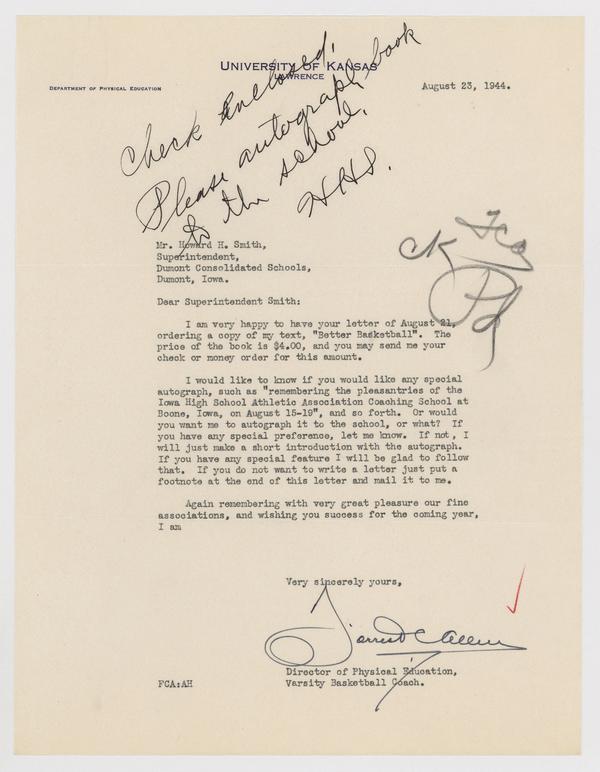 UNIVERSITY OF KANSAS
LAWRENCE
DEPARTMENT OF PHYSICAL EDUCATION
August 23, 1944.
Check enclosed.
Please autograph book
to the school.
H.H.S.
Mr. Howard H. Smith,
Superintendent,
Dumont Consolidated Schools,
Dumont, Iowa.
Dear Superintendent Smith:
I am very happy to have your letter of August 21,
ordering a copy of my text, "Better Basketball". The
price of the book is $4.00, and you may send me your
check or money order for this amount.
I would like to know if you would like any special
autograph, such as "remembering the pleasantries of the
Iowa High School Athletic Association Coaching School at
Boone, Iowa, on August 15-19", and so forth. Or would
you want me to autograph it to the school, or what? If
you have any special preference, let me know. If not, I
will just make a short introduction with the autograph.
If you have any special feature I will be glad to follow
that. If you do not want to write a letter just put a
footnote at the end of this letter and mail it to me.
Again remembering with very great pleasure our fine
associations, and wishing you success for the coming year,
I am
Very sincerely yours,
Forrest C Allen
Director of Physical Education,
Varsity Basketball Coach.
FCA:AH